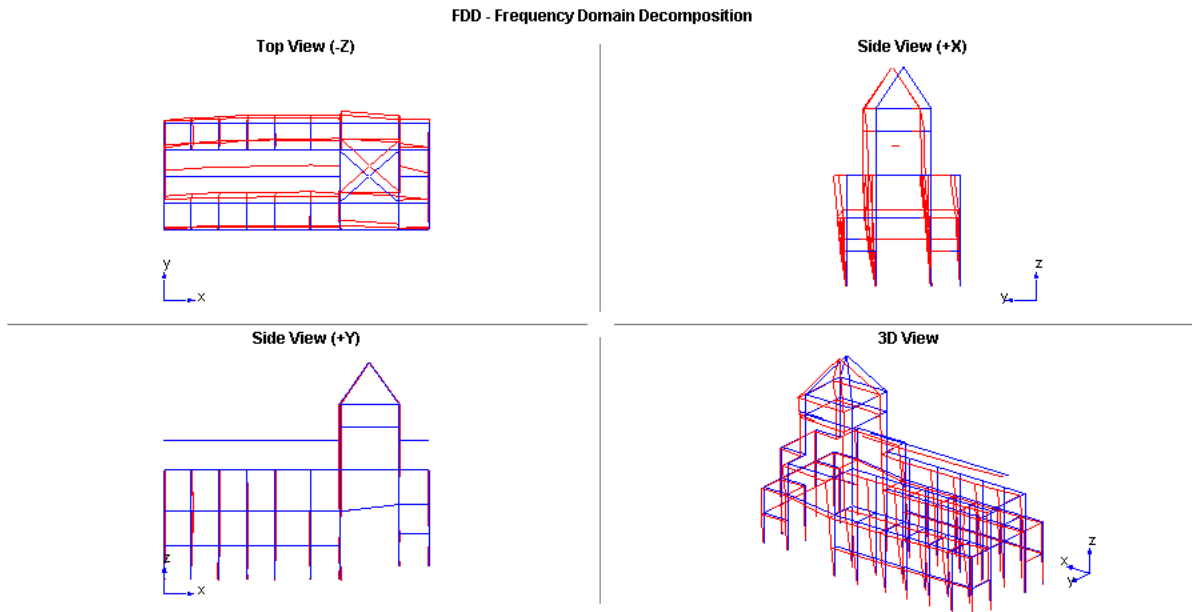 FDD - Frequency Domain Decomposition
Top View (-Z)
Side View (+X)
y
x
z
y
Side View (+Y)
3D View
z
x
z
x
y